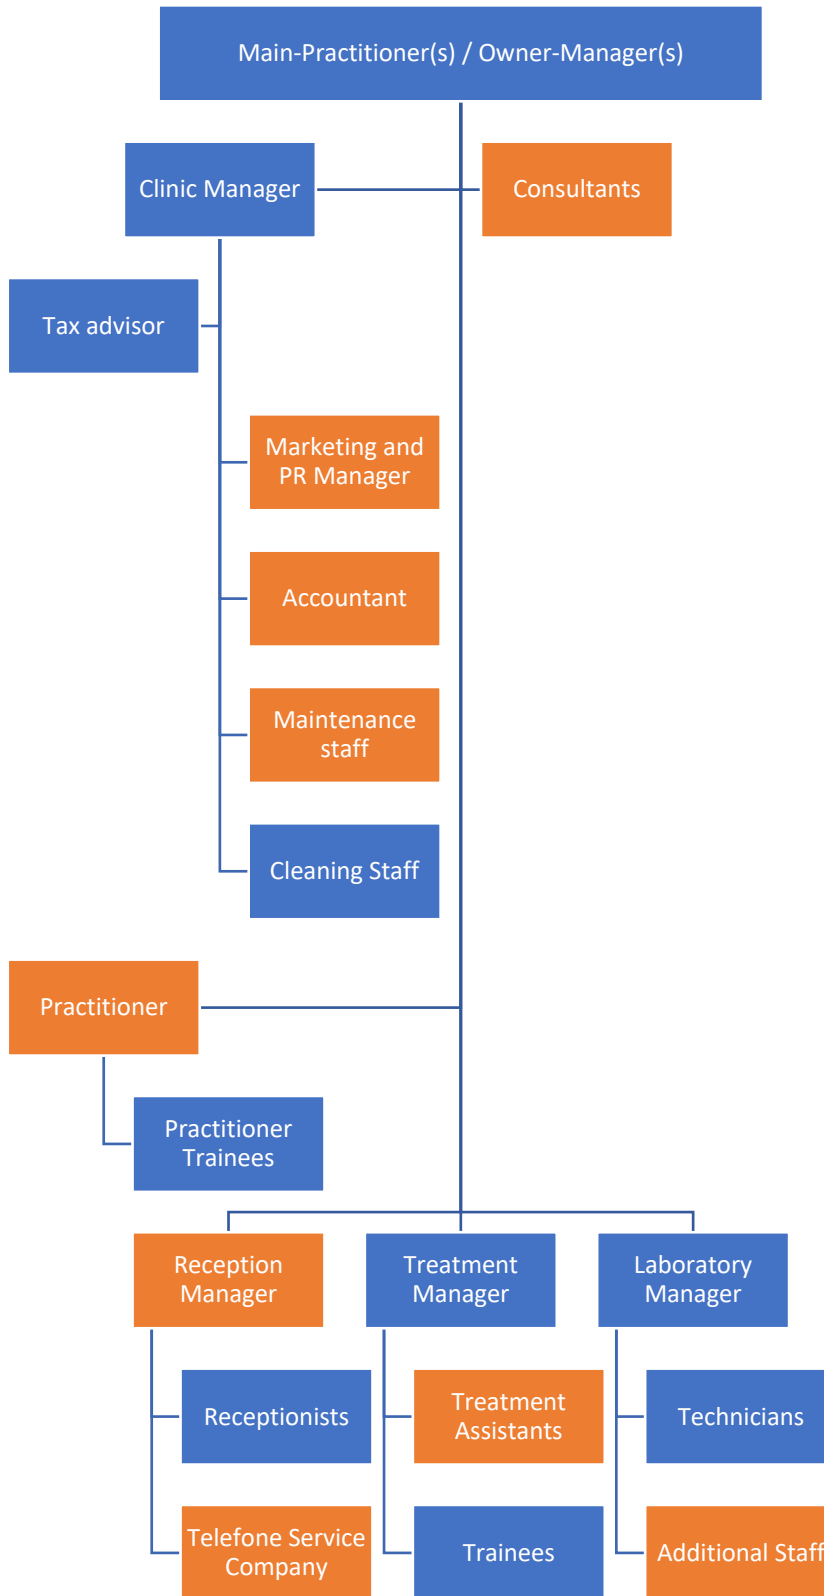 Main-Practitioner(s) / Owner-Manager(s)
Clinic Manager
Consultants
Tax advisor
Marketing and
PR Manager
Accountant
Maintenance
staff
Cleaning Staff
Practitioner
Practitioner
Trainees
Reception
Manager
Treatment
Manager
Laboratory
Manager
Receptionists
Treatment
Assistants
Technicians
Telefone Service
Company
Trainees
Additional Staff